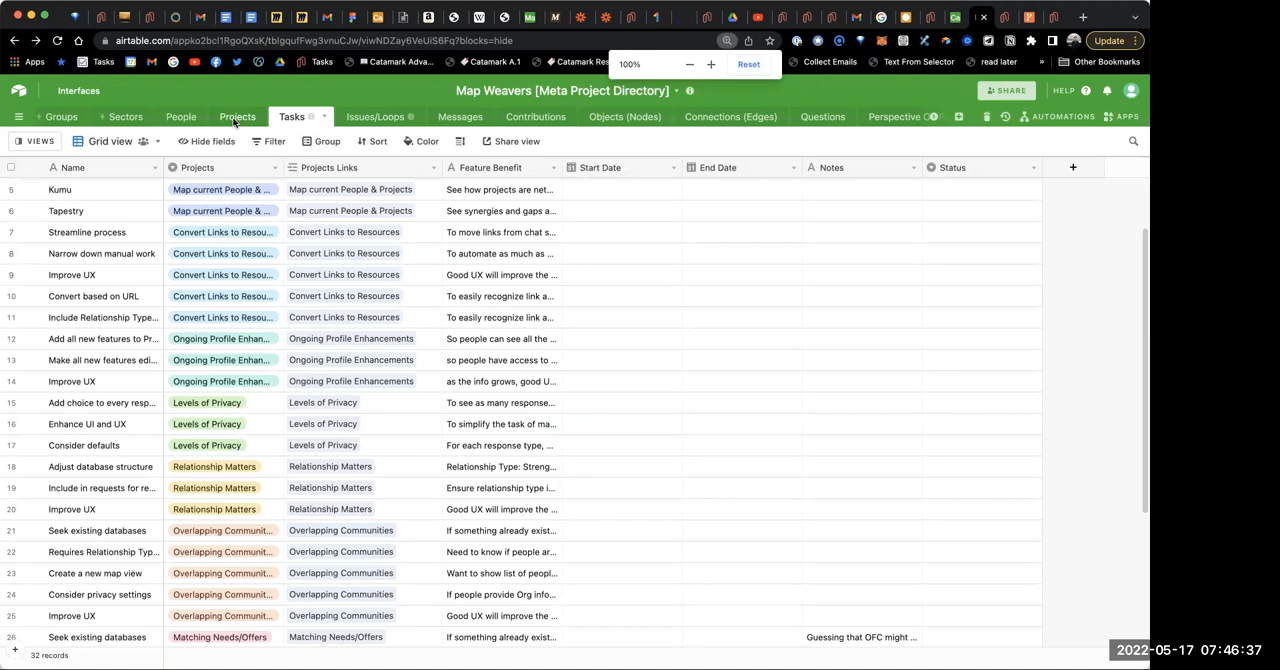 airtable.com/appko2bcl1RgoQXsK/tblgqufFwg3vnuCJw/viwNDZay6VeUiS6Fq?blocks=hide
Update
Apps
Tasks
Tasks
Catamark Adva...
Catamark A.1
Catamark Res
100%
Reset
Collect Emails
Text From Selector
read later
»
Other Bookmarks
Interfaces
Map Weavers [Meta Project Directory]
SHARE
HELP
Groups
Sectors
People
Projects
Tasks
Issues/Loops
Messages
Contributions
Objects (Nodes)
Connections (Edges)
Questions
Perspective
AUTOMATIONS
APPS
VIEWS
Grid view
Hide fields
Filter
Group
Sort
Color
Share view
Name Projects Projects Links Feature Benefit Start Date End Date Notes Status
5 Kumu Map current People & ... Map current People & Projects See how projects are net...
6 Tapestry Map current People & ... Map current People & Projects See synergies and gaps a...
7 Streamline process Convert Links to Resou... Convert Links to Resources To move links from chat s...
8 Narrow down manual work Convert Links to Resou... Convert Links to Resources To automate as much as ...
9 Improve UX Convert Links to Resou... Convert Links to Resources Good UX will improve the ...
10 Convert based on URL Convert Links to Resou... Convert Links to Resources To easily recognize link a...
11 Include Relationship Type... Convert Links to Resou... Convert Links to Resources To easily recognize link a...
12 Add all new features to Pr... Ongoing Profile Enhan... Ongoing Profile Enhancements So people can see all the ...
13 Make all new features edi... Ongoing Profile Enhan... Ongoing Profile Enhancements so people have access to ...
14 Improve UX Ongoing Profile Enhan... Ongoing Profile Enhancements as the info grows, good U...
15 Add choice to every resp... Levels of Privacy Levels of Privacy To see as many response...
16 Enhance UI and UX Levels of Privacy Levels of Privacy To simplify the task of ma...
17 Consider defaults Levels of Privacy Levels of Privacy For each response type, ...
18 Adjust database structure Relationship Matters Relationship Matters Relationship Type: Streng...
19 Include in requests for re... Relationship Matters Relationship Matters Ensure relationship type i...
20 Improve UX Relationship Matters Relationship Matters Good UX will improve the ...
21 Seek existing databases Overlapping Communit... Overlapping Communities If something already exist...
22 Requires Relationship Typ... Overlapping Communit... Overlapping Communities Need to know if people ar...
23 Create a new map view Overlapping Communit... Overlapping Communities Want to show list of peopl...
24 Consider privacy settings Overlapping Communit... Overlapping Communities If people provide Org info...
25 Improve UX Overlapping Communit... Overlapping Communities Good UX will improve the ...
26 Seek existing databases Matching Needs/Offers Matching Needs/Offers If something already exist... Guessing that OFC might ...
32 records
2022-05-17 07:46:37